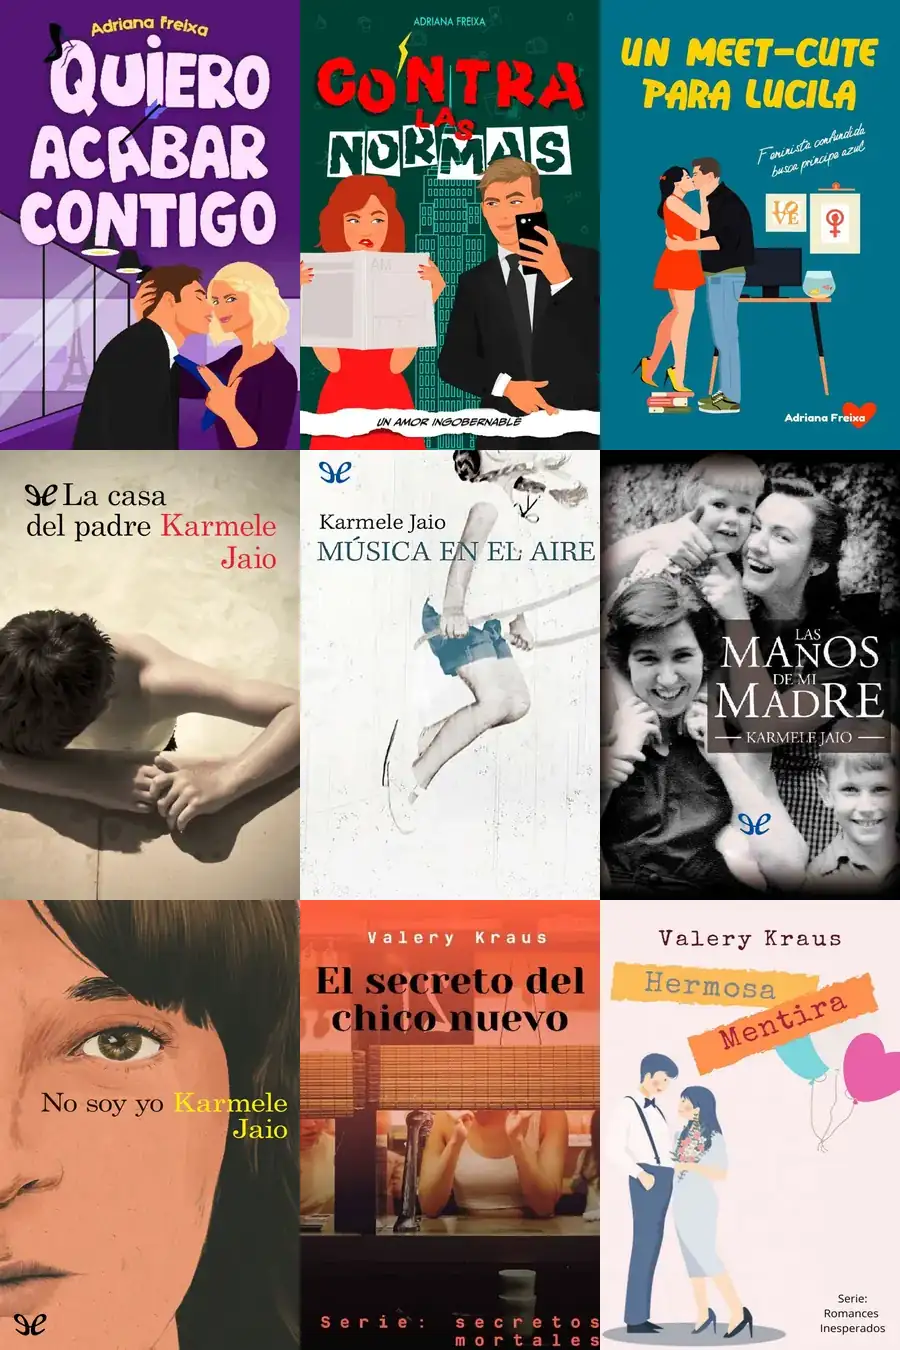 Adriana Freixa
QUIERO
ACABAR
CONTIGO
ADRIANA FREIXA
CONTRA
LAS
NORMAS
AM
UN AMOR INGOBERNABLE
UN MEET-CUTE
PARA LUCILA
Feminista confundida
busca príncipe azul
LO
VE
Adriana Freixa
La casa
del padre Karmele
Jaio
Karmele Jaio
MÚSICA EN EL AIRE
LAS
MANOS
DE MI
MADRE
KARMELE JAIO
No soy yo Karmele
Jaio
Valery Kraus
El secreto del
chico nuevo
Serie: secretos
mortales
Valery Kraus
Hermosa
Mentira
Serie:
Romances
Inesperados